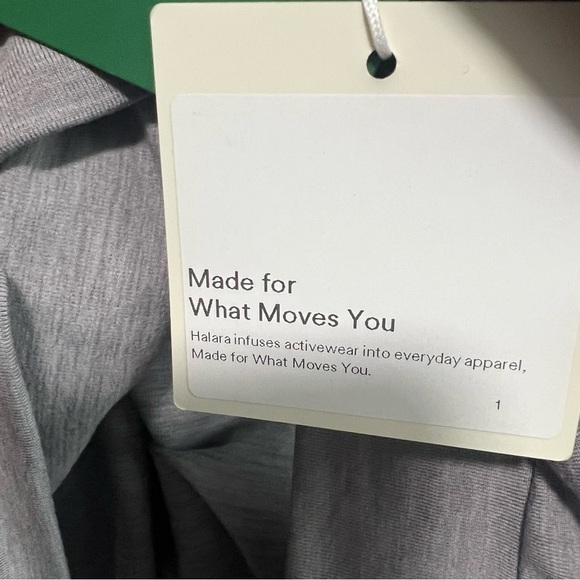 Made for
What Moves You
Halara infuses activewear into everyday apparel,
Made for What Moves You.
1